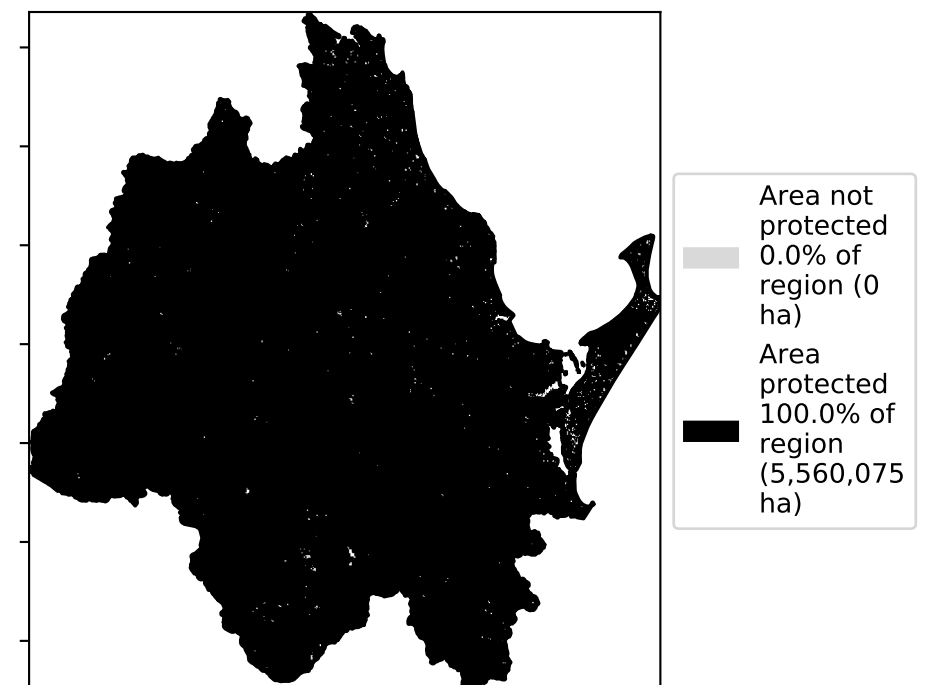 Area not
protected
0.0% of
region (0
ha)
Area
protected
100.0% of
region
(5,560,075
ha)